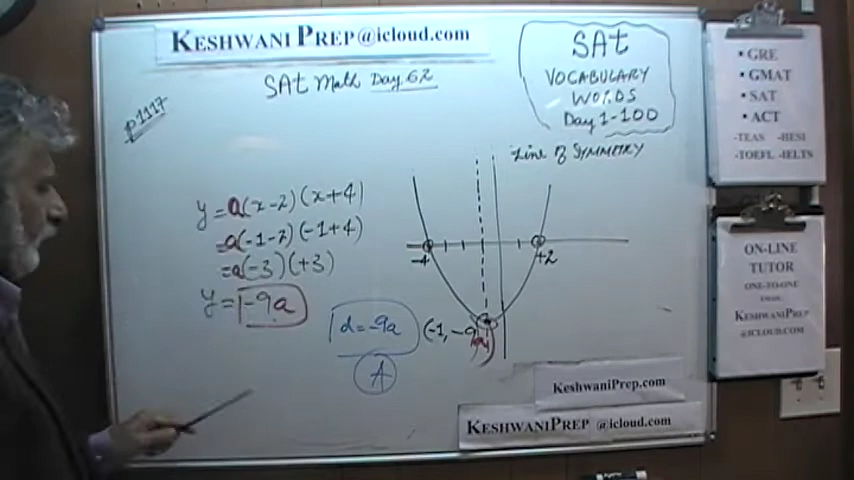 KESHWANI PREP@icloud.com
SAt Math Day 62
SAt
VOCABULARY
WORDS
Day 1-100
p1117
Line of SYMMETRY
y=a(x-2)(x+4)
=a(-1-2)(-1+4)
=a(-3)(+3)
y=-9a
-4
+2
d=-9a
(-1,-9a)
A
KESHWANIPREP.com
KESHWANIPREP @icloud.com
• GRE
• GMAT
• SAT
• ACT
-TEAS -HESI
-TOEFL -IELTS
ON-LINE
TUTOR
ONE-TO-ONE
KESHWANIPREP
@ICLOUD.COM